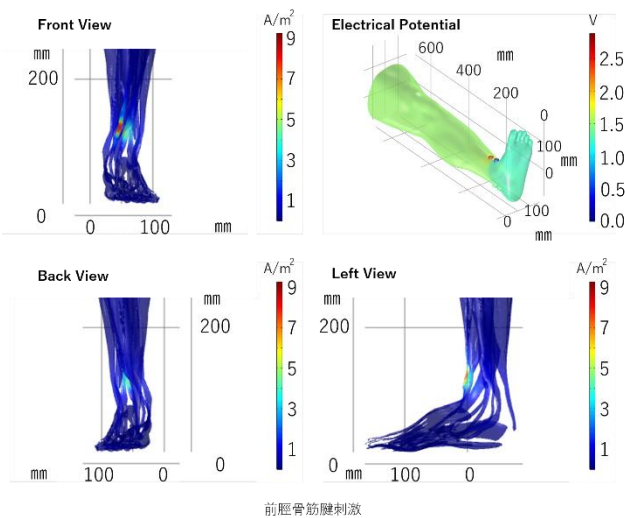 Front View
A/m²
mm
200
0
0
100
mm
9
7
5
3
1
Electrical Potential
V
600
mm
400
200
0
100
mm
0
100
0
mm
2.5
2.0
1.5
1.0
0.5
0.0
Back View
A/m²
mm
200
0
mm
100
0
9
7
5
3
1
Left View
A/m²
mm
200
0
mm
100
0
9
7
5
3
1
前脛骨筋腱刺激